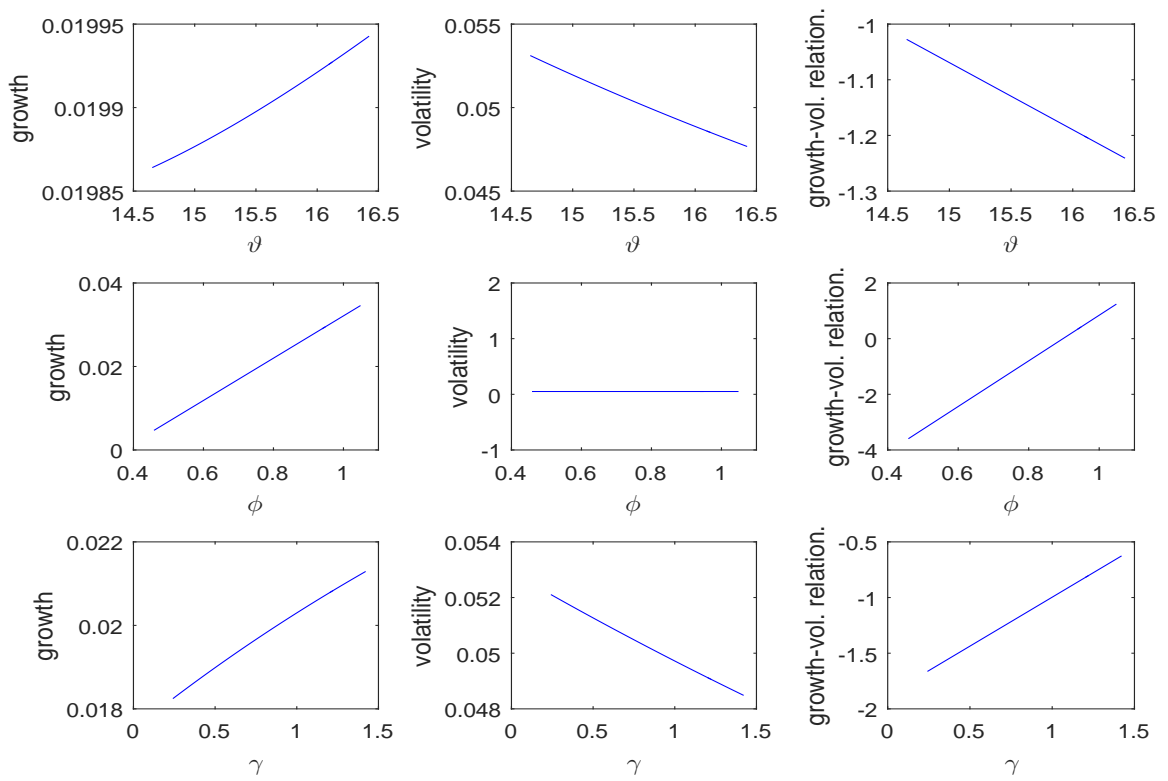 growth
0.01995
0.0199
0.01985
14.5 15 15.5 16 16.5
ϑ
volatility
0.055
0.05
0.045
14.5 15 15.5 16 16.5
ϑ
growth-vol. relation.
-1
-1.1
-1.2
-1.3
14.5 15 15.5 16 16.5
ϑ
growth
0.04
0.02
0
0.4 0.6 0.8 1
ϕ
volatility
2
1
0
-1
0.4 0.6 0.8 1
ϕ
growth-vol. relation.
2
0
-2
-4
0.4 0.6 0.8 1
ϕ
growth
0.022
0.02
0.018
0 0.5 1 1.5
γ
volatility
0.054
0.052
0.05
0.048
0 0.5 1 1.5
γ
growth-vol. relation.
-0.5
-1
-1.5
-2
0 0.5 1 1.5
γ